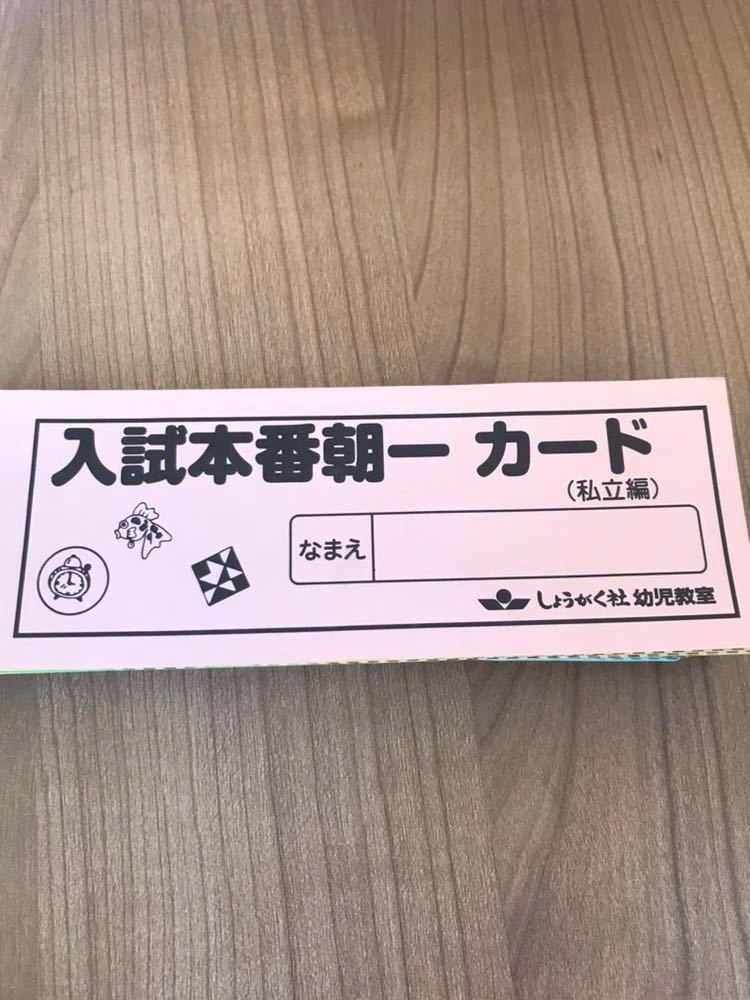 入試本番朝一 カード
(私立編)
なまえ
しょうがく社 幼児教室